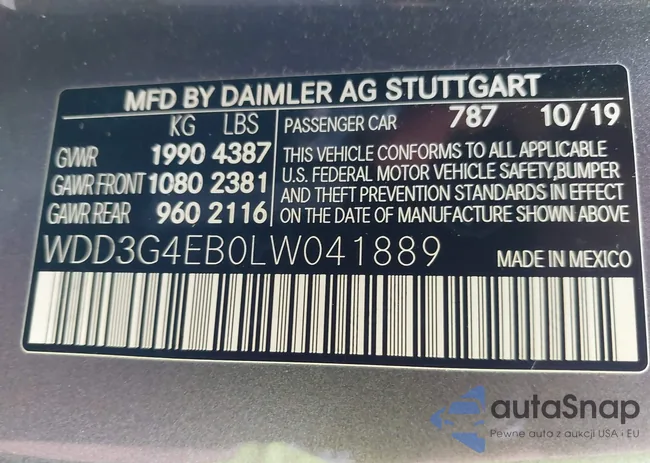 MFD BY DAIMLER AG STUTTGART
KG LBS
GVWR 1990 4387
GAWR FRONT 1080 2381
GAWR REAR 960 2116
PASSENGER CAR 787 10/19
THIS VEHICLE CONFORMS TO ALL APPLICABLE
U.S. FEDERAL MOTOR VEHICLE SAFETY,BUMPER
AND THEFT PREVENTION STANDARDS IN EFFECT
ON THE DATE OF MANUFACTURE SHOWN ABOVE
WDD3G4EB0LW041889 MADE IN MEXICO
autaSnap
Pewne auta z aukcji USA • EU